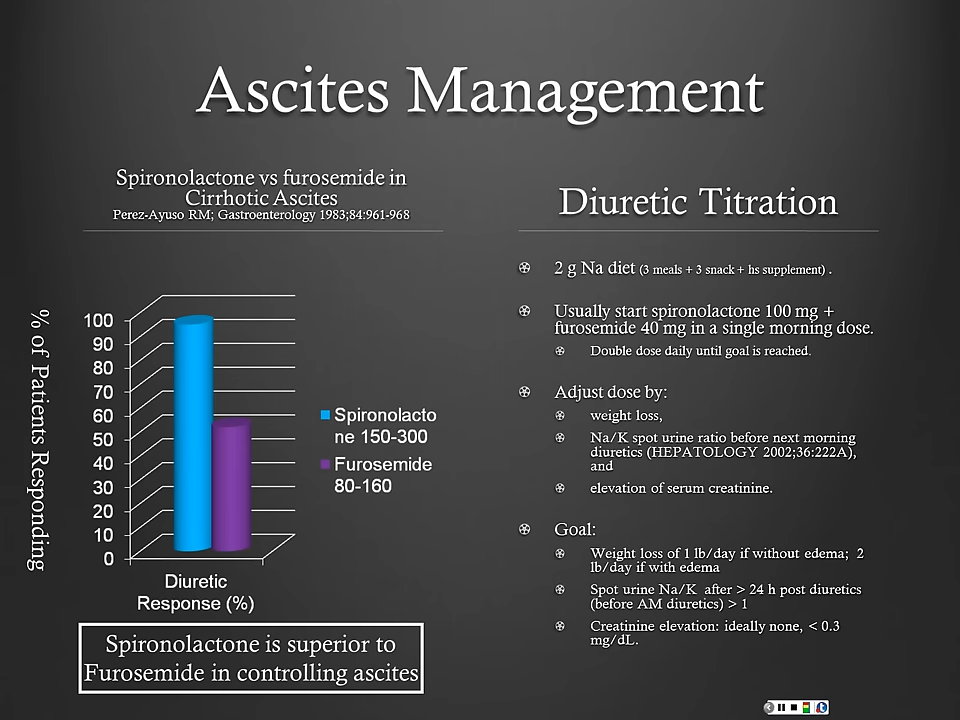 Ascites Management
Spironolactone vs furosemide in
Cirrhotic Ascites
Perez-Ayuso RM; Gastroenterology 1983;84:961-968
% of Patients Responding
100
90
80
70
60
50
40
30
20
10
0
Diuretic
Response (%)
Spironolacto
ne 150-300
Furosemide
80-160
Spironolactone is superior to
Furosemide in controlling ascites
Diuretic Titration
2 g Na diet (3 meals + 3 snack + hs supplement) .
Usually start spironolactone 100 mg +
furosemide 40 mg in a single morning dose.
Double dose daily until goal is reached.
Adjust dose by:
weight loss,
Na/K spot urine ratio before next morning
diuretics (HEPATOLOGY 2002;36:222A),
and
elevation of serum creatinine.
Goal:
Weight loss of 1 lb/day if without edema; 2
lb/day if with edema
Spot urine Na/K after > 24 h post diuretics
(before AM diuretics) > 1
Creatinine elevation: ideally none, < 0.3
mg/dL.